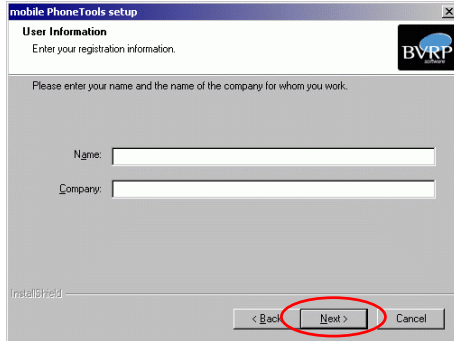 mobile PhoneTools setup
User Information
Enter your registration information.
BVRP
software
Please enter your name and the name of the company for whom you work.
Name:
Company:
InstallShield
< Back
Next >
Cancel